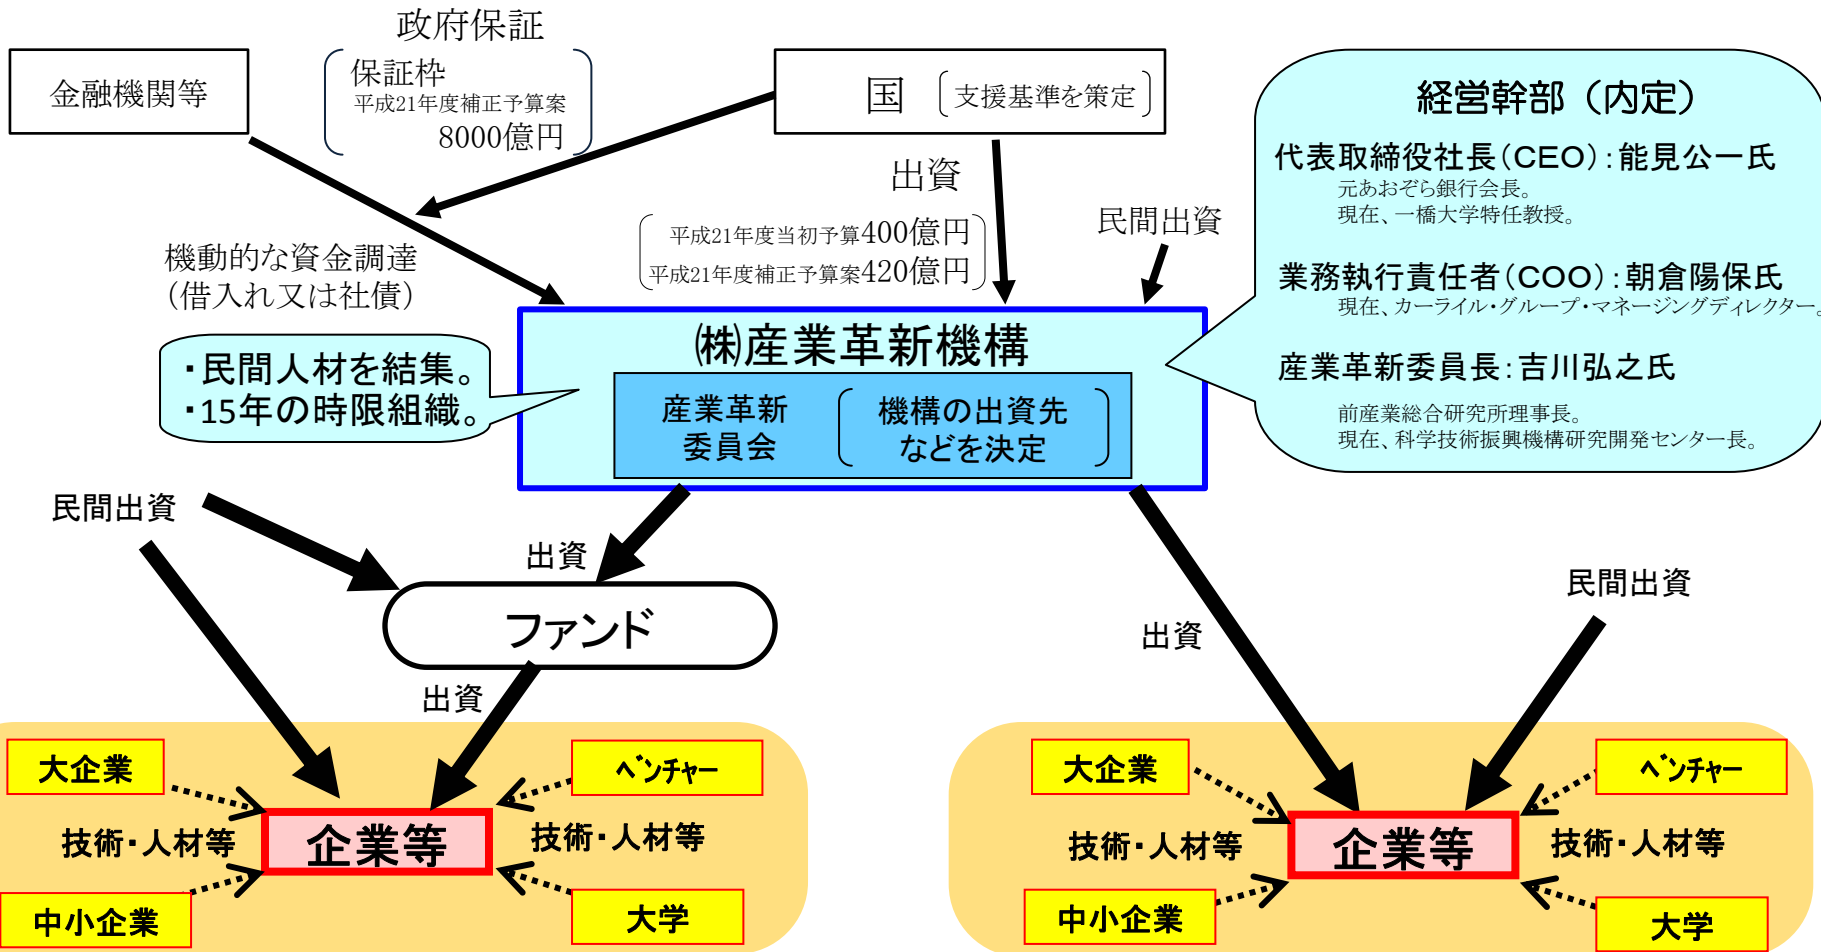 政府保証
保証枠
平成21年度補正予算案
8000億円
金融機関等
国
支援基準を策定
出資
平成21年度当初予算400億円
平成21年度補正予算案420億円
民間出資
機動的な資金調達
（借入れ又は社債）
経営幹部（内定）
代表取締役社長（CEO）：能見公一氏
元あおぞら銀行会長。
現在、一橋大学特任教授。
業務執行責任者（COO）：朝倉陽保氏
現在、カーライル・グループ・マネージングディレクター。
産業革新委員長：吉川弘之氏
前産業総合研究所理事長。
現在、科学技術振興機構研究開発センター長。
・民間人材を結集。
・15年の時限組織。
㈱産業革新機構
産業革新
委員会
機構の出資先
などを決定
民間出資
出資
ファンド
出資
出資
民間出資
大企業
ベンチャー
技術・人材等
企業等
技術・人材等
中小企業
大学
大企業
ベンチャー
技術・人材等
企業等
技術・人材等
中小企業
大学